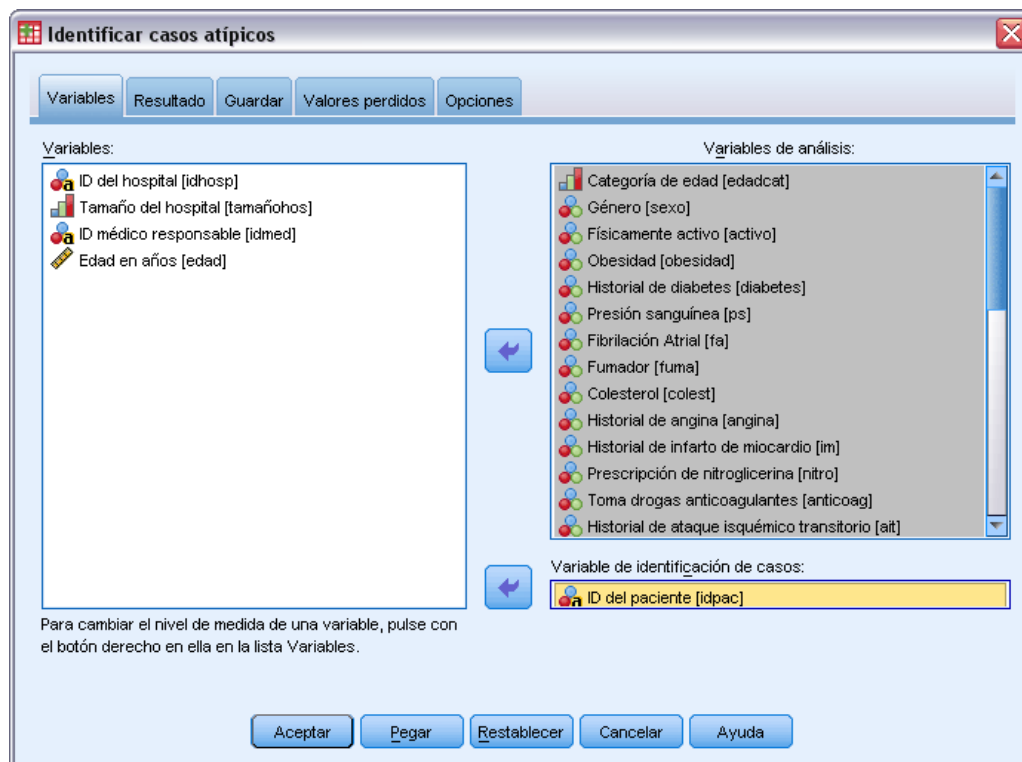 Identificar casos atípicos
Variables
Resultado
Guardar
Valores perdidos
Opciones
Variables:
ID del hospital [idhosp]
Tamaño del hospital [tamañohos]
ID médico responsable [idmed]
Edad en años [edad]
Para cambiar el nivel de medida de una variable, pulse con
el botón derecho en ella en la lista Variables.
Variables de análisis:
Categoría de edad [edadcat]
Género [sexo]
Físicamente activo [activo]
Obesidad [obesidad]
Historial de diabetes [diabetes]
Presión sanguínea [ps]
Fibrilación Atrial [fa]
Fumador [fuma]
Colesterol [colest]
Historial de angina [angina]
Historial de infarto de miocardio [im]
Prescripción de nitroglicerina [nitro]
Toma drogas anticoagulantes [anticoag]
Historial de ataque isquémico transitorio [ait]
Variable de identificación de casos:
ID del paciente [idpac]
Aceptar
Pegar
Restablecer
Cancelar
Ayuda